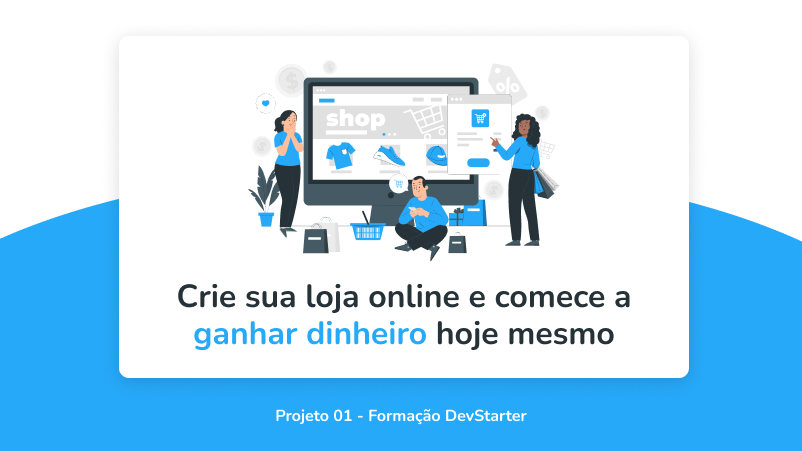 %
shop
Crie sua loja online e comece a
ganhar dinheiro hoje mesmo
Projeto 01 - Formação DevStarter